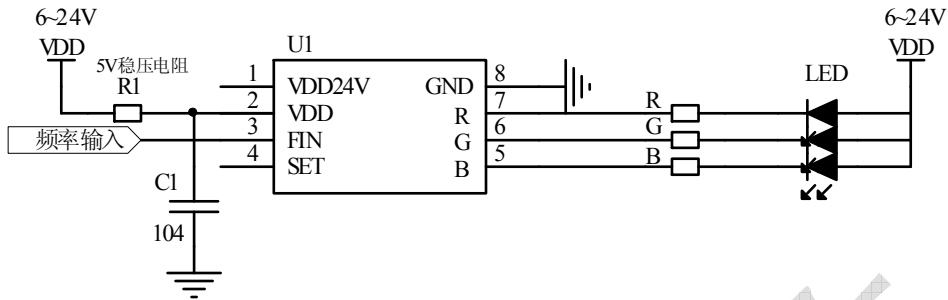 6~24V
VDD
5V稳压电阻
R1
频率输入
C1
104
U1
1
VDD24V
2
VDD
3
FIN
4
SET
GND
8
R
7
G
6
B
5
R
G
B
LED
6~24V
VDD